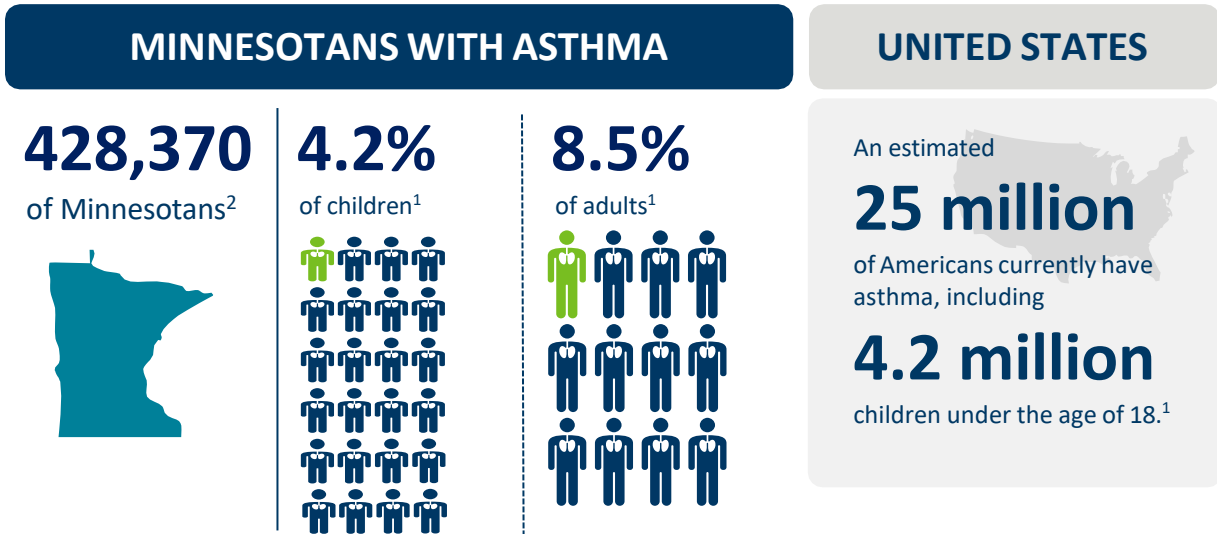 MINNESOTANS WITH ASTHMA
428,370
of Minnesotans²
4.2%
of children¹
8.5%
of adults¹
UNITED STATES
An estimated
25 million
of Americans currently have
asthma, including
4.2 million
children under the age of 18.¹